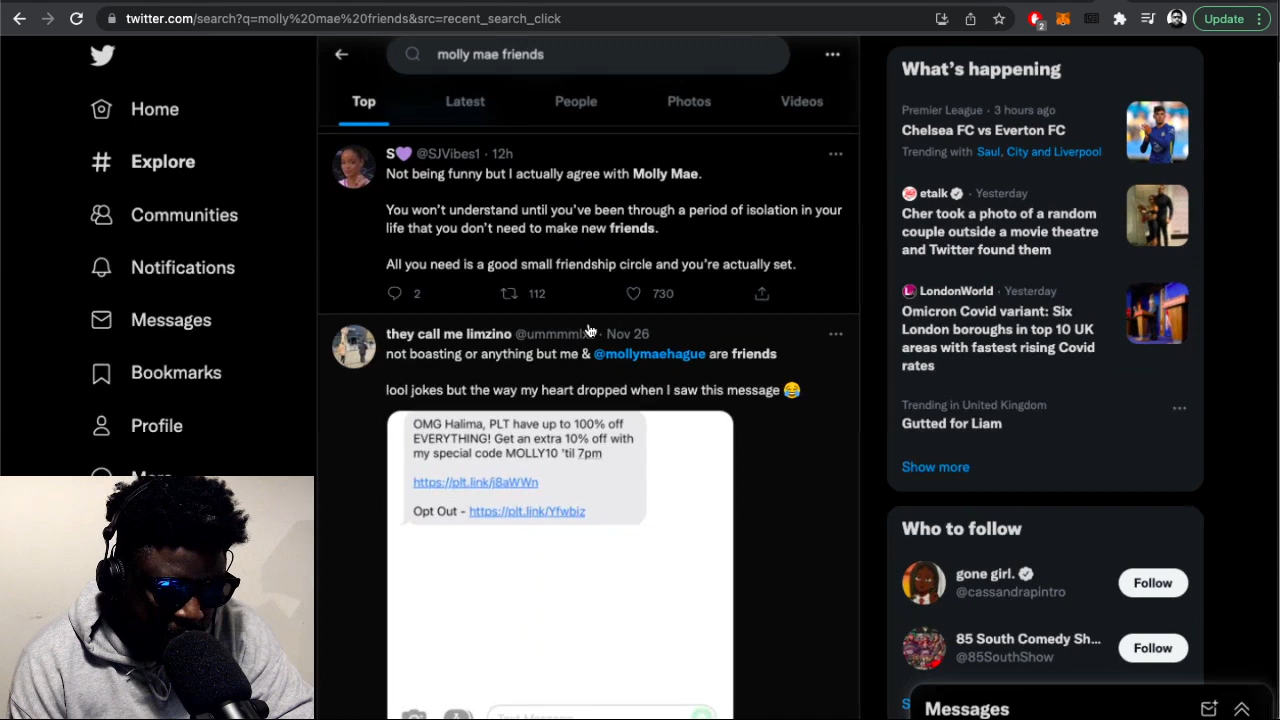 twitter.com/search?q=molly%20mae%20friends&src=recent_search_click
2
Update
molly mae friends
Top
Latest
People
Photos
Videos
Home
Explore
Communities
Notifications
Messages
Bookmarks
Profile
S💜 @SJVibes1 · 12h
Not being funny but I actually agree with Molly Mae.
You won't understand until you've been through a period of isolation in your
life that you don't need to make new friends.
All you need is a good small friendship circle and you're actually set.
2 112 730
they call me limzino · Nov 26
not boasting or anything but me & @mollymaehague are friends
lool jokes but the way my heart dropped when I saw this message 😂
OMG Halima, PLT have up to 100% off
EVERYTHING! Get an extra 10% off with
my special code MOLLY10 'til 7pm
https://plt.link/j8aWWn
Opt Out - https://plt.link/Yfwbiz
What's happening
Premier League · 3 hours ago
Chelsea FC vs Everton FC
Trending with Saul, City and Liverpool
etalk · Yesterday
Cher took a photo of a random
couple outside a movie theatre
and Twitter found them
LondonWorld · Yesterday
Omicron Covid variant: Six
London boroughs in top 10 UK
areas with fastest rising Covid
rates
Trending in United Kingdom
Gutted for Liam
Show more
Who to follow
gone girl.
@cassandrapintro
Follow
85 South Comedy Sh...
@85SouthShow
Follow
Messages